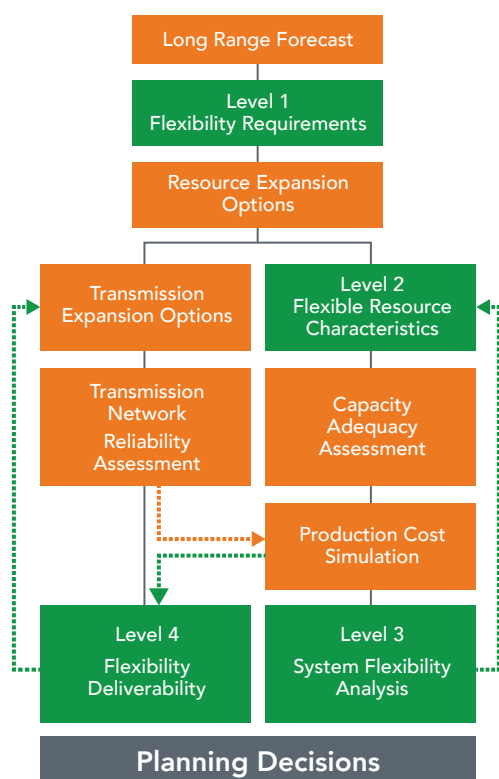 Long Range Forecast
Level 1
Flexibility Requirements
Resource Expansion
Options
Transmission
Expansion Options
Level 2
Flexible Resource
Characteristics
Transmission
Network
Reliability
Assessment
Capacity
Adequacy
Assessment
Production Cost
Simulation
Level 4
Flexibility
Deliverability
Level 3
System Flexibility
Analysis
Planning Decisions